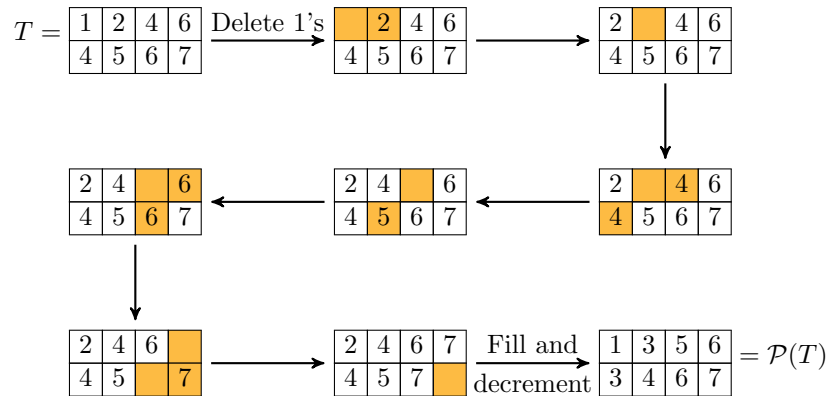 T = 1 2 4 6 Delete 1's 2 4 6 2 4 6
4 5 6 7 4 5 6 7 4 5 6 7
2 4 6 2 4 6 2 4 6
4 5 6 7 4 5 6 7 4 5 6 7
2 4 6 2 4 6 7 Fill and 1 3 5 6 = P(T)
4 5 7 4 5 7 decrement 3 4 6 7